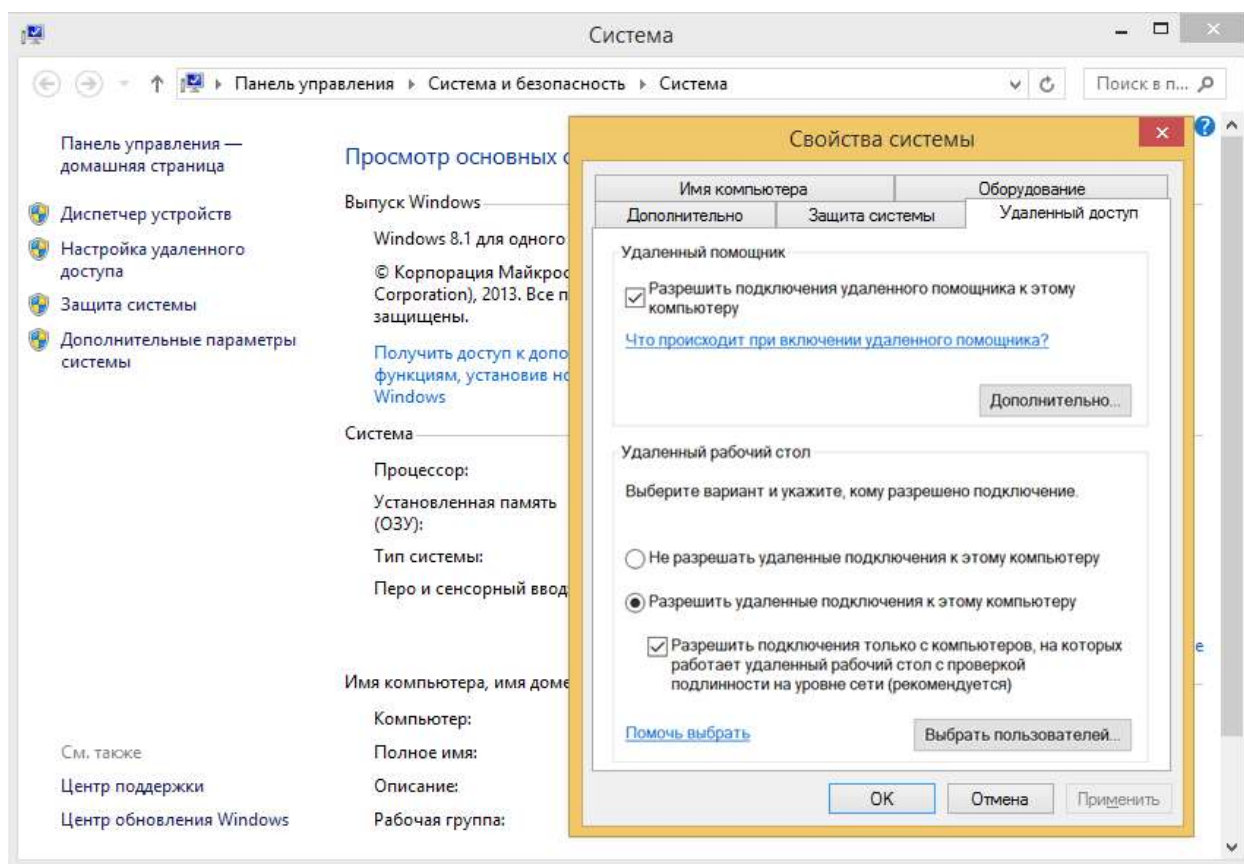 Система
Панель управления ▸ Система и безопасность ▸ Система
Поиск в п...
Панель управления —
домашняя страница
Диспетчер устройств
Настройка удаленного
доступа
Защита системы
Дополнительные параметры
системы
См. также
Центр поддержки
Центр обновления Windows
Просмотр основных
Выпуск Windows
Windows 8.1 для одного
© Корпорация Майкрос
Corporation), 2013. Все п
защищены.
Получить доступ к допо
функциям, установив но
Windows
Система
Процессор:
Установленная память
(ОЗУ):
Тип системы:
Перо и сенсорный ввод
Имя компьютера, имя доме
Компьютер:
Полное имя:
Описание:
Рабочая группа:
Свойства системы
Имя компьютера
Оборудование
Дополнительно
Защита системы
Удаленный доступ
Удаленный помощник
Разрешить подключения удаленного помощника к этому
компьютеру
Что происходит при включении удаленного помощника?
Дополнительно...
Удаленный рабочий стол
Выберите вариант и укажите, кому разрешено подключение.
Не разрешать удаленные подключения к этому компьютеру
Разрешить удаленные подключения к этому компьютеру
Разрешить подключения только с компьютеров, на которых
работает удаленный рабочий стол с проверкой
подлинности на уровне сети (рекомендуется)
Помочь выбрать
Выбрать пользователей...
ОК
Отмена
Применить
е